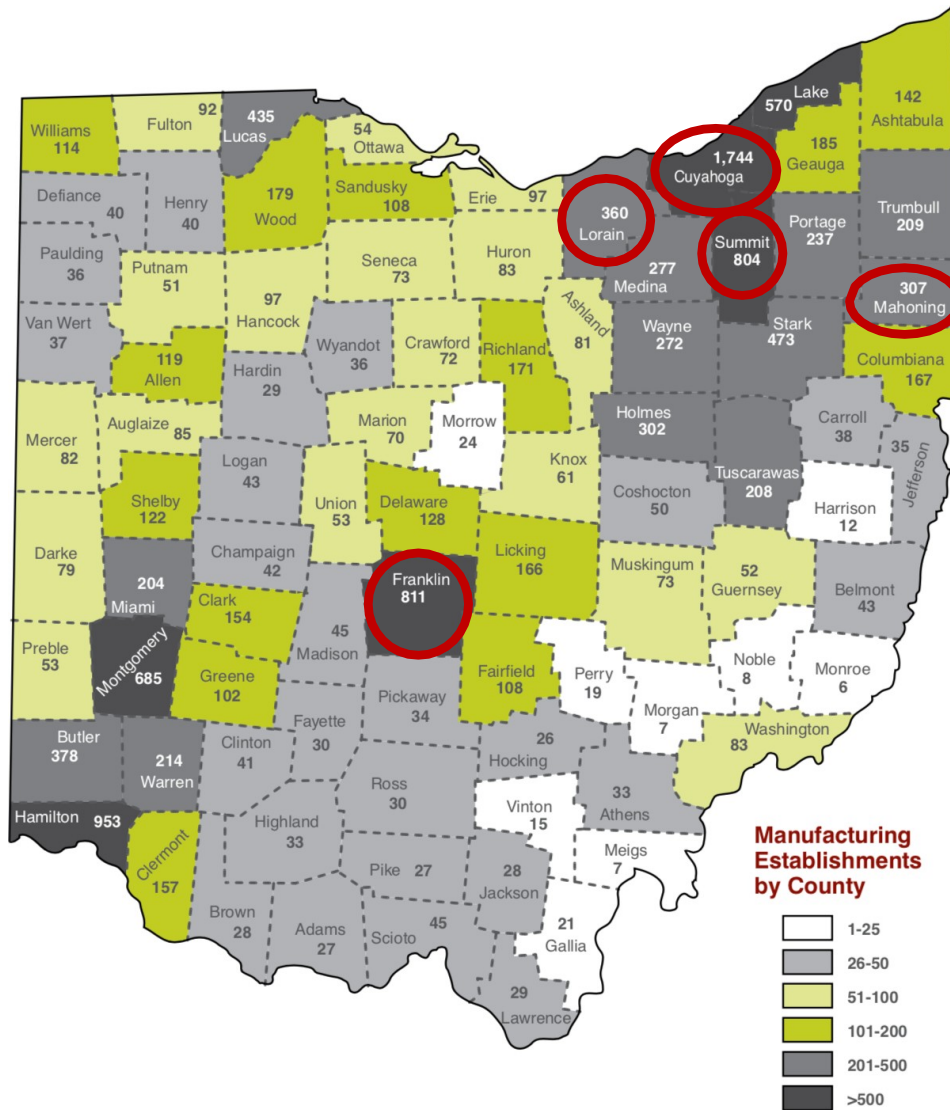 Williams
114
92
Fulton
435
Lucas
54
Ottawa
Lake
570
142
Ashtabula
185
Geauga
1,744
Cuyahoga
Defiance
40
Henry
40
179
Wood
Sandusky
108
Erie 97
360
Lorain
Summit
804
Portage
237
Trumbull
209
Paulding
36
Putnam
51
97
Hancock
Seneca
73
Huron
83
277
Medina
307
Mahoning
Van Wert
37
119
Allen
Hardin
29
Wyandot
36
Crawford
72
Richland
171
Ashland
81
Wayne
272
Stark
473
Columbiana
167
Mercer
82
Auglaize
85
Marion
70
Morrow
24
Holmes
302
Carroll
38
35
Jefferson
Logan
43
Knox
61
Tuscarawas
208
Shelby
122
Union
53
Delaware
128
Coshocton
50
Harrison
12
Darke
79
Champaign
42
Licking
166
Muskingum
73
52
Guernsey
Belmont
43
204
Miami
Clark
154
Franklin
811
Preble
53
Montgomery
685
Greene
102
45
Madison
Fairfield
108
Perry
19
Noble
8
Monroe
6
Pickaway
34
Morgan
7
Washington
83
Butler
378
214
Warren
Clinton
41
Fayette
30
26
Hocking
33
Athens
Ross
30
Hamilton 953
Highland
33
Vinton
15
Meigs
7
Clermont
157
Pike 27
28
Jackson
Brown
28
Adams
27
45
Scioto
21
Gallia
29
Lawrence
Manufacturing
Establishments
by County
1-25
26-50
51-100
101-200
201-500
>500